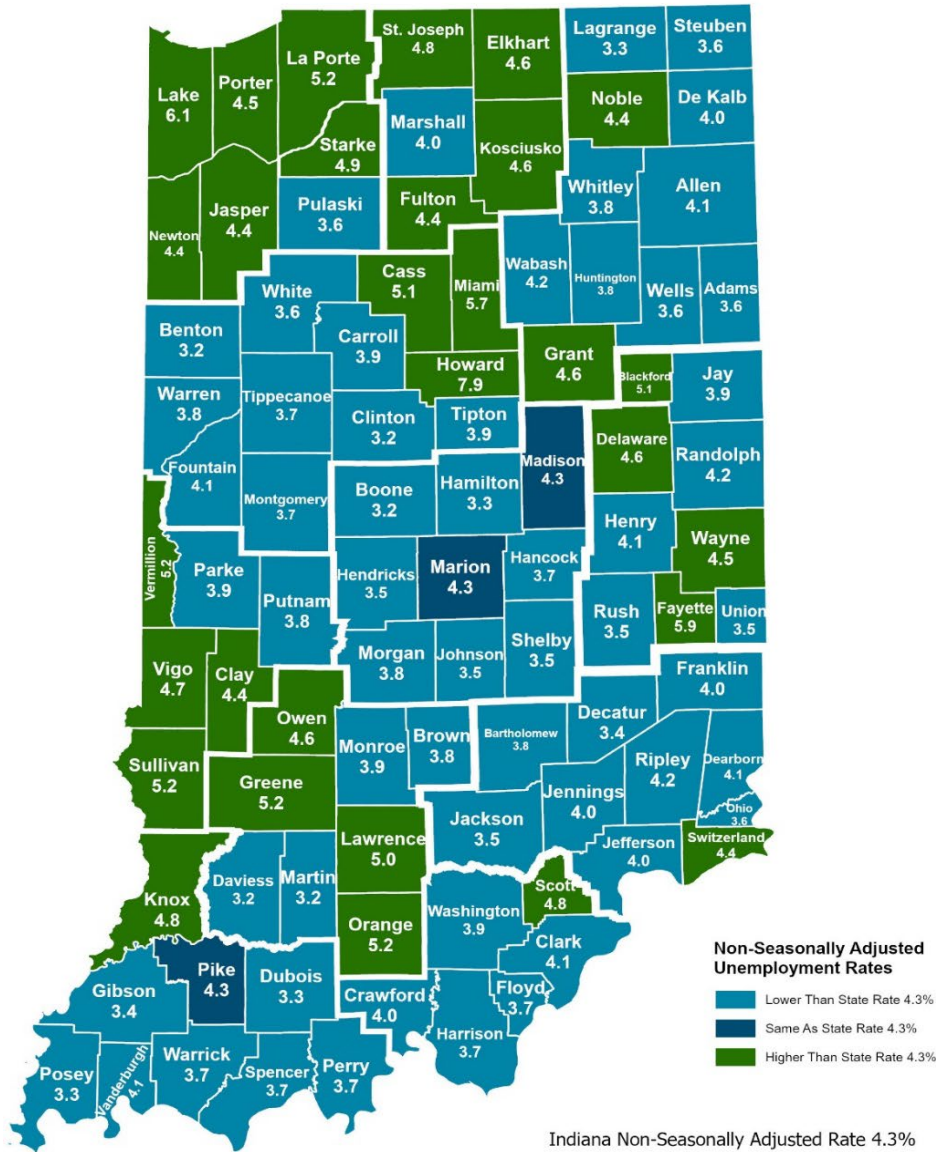 St. Joseph
4.8
Elkhart
4.6
Lagrange
3.3
Steuben
3.6
La Porte
5.2
Porter
4.5
Lake
6.1
Noble
4.4
De Kalb
4.0
Marshall
4.0
Starke
4.9
Kosciusko
4.6
Whitley
3.8
Allen
4.1
Pulaski
3.6
Fulton
4.4
Jasper
4.4
Newton
4.4
Cass
5.1
Miami
5.7
Wabash
4.2
Huntington
3.8
Wells
3.6
Adams
3.6
White
3.6
Benton
3.2
Carroll
3.9
Howard
7.9
Grant
4.6
Blackford
5.1
Jay
3.9
Warren
3.8
Tippecanoe
3.7
Clinton
3.2
Tipton
3.9
Madison
4.3
Delaware
4.6
Randolph
4.2
Fountain
4.1
Montgomery
3.7
Boone
3.2
Hamilton
3.3
Henry
4.1
Wayne
4.5
Vermillion
5.2
Parke
3.9
Putnam
3.8
Hendricks
3.5
Marion
4.3
Hancock
3.7
Rush
3.5
Fayette
5.9
Union
3.5
Vigo
4.7
Clay
4.4
Morgan
3.8
Johnson
3.5
Shelby
3.5
Franklin
4.0
Owen
4.6
Decatur
3.4
Sullivan
5.2
Greene
5.2
Monroe
3.9
Brown
3.8
Bartholomew
3.8
Ripley
4.2
Dearborn
4.1
Jennings
4.0
Ohio
3.6
Jackson
3.5
Lawrence
5.0
Jefferson
4.0
Switzerland
4.4
Knox
4.8
Daviess
3.2
Martin
3.2
Orange
5.2
Washington
3.9
Scott
4.8
Clark
4.1
Pike
4.3
Dubois
3.3
Gibson
3.4
Crawford
4.0
Floyd
3.7
Harrison
3.7
Posey
3.3
Vanderburgh
4.1
Warrick
3.7
Spencer
3.7
Perry
3.7
Non-Seasonally Adjusted
Unemployment Rates
Lower Than State Rate 4.3%
Same As State Rate 4.3%
Higher Than State Rate 4.3%
Indiana Non-Seasonally Adjusted Rate 4.3%